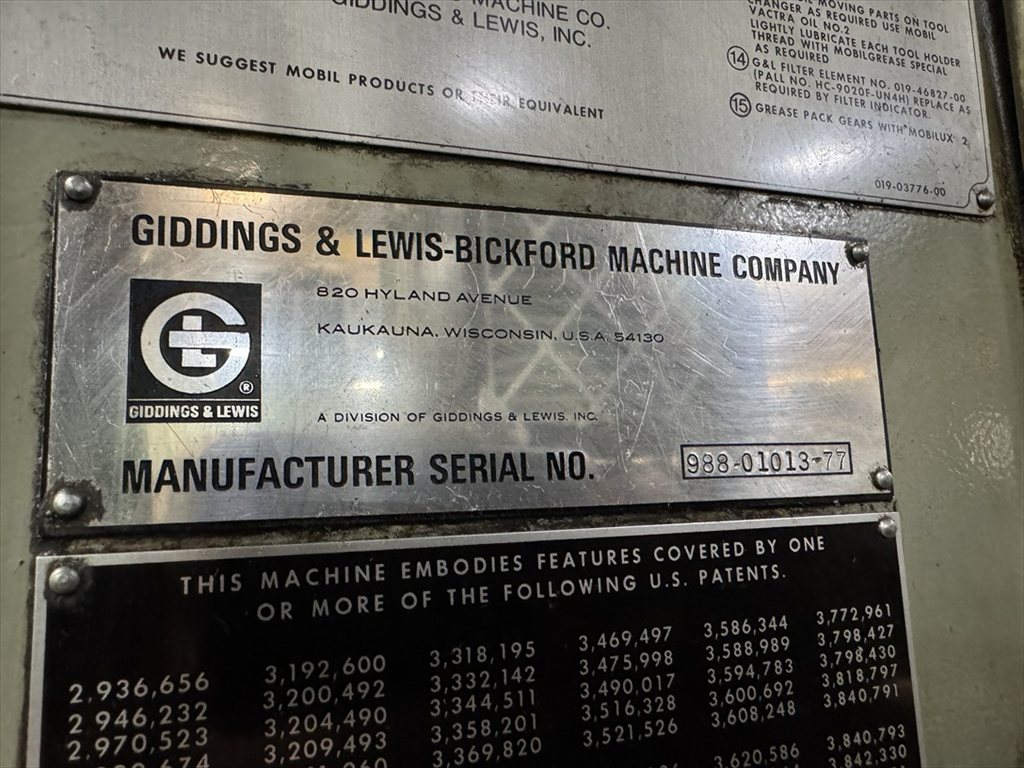 MACHINE CO.
GIDDINGS & LEWIS, INC.
WE SUGGEST MOBIL PRODUCTS OR THEIR EQUIVALENT
MOVING PARTS ON TOOL
CHANGER AS REQUIRED USE MOBIL
VACTRA OIL NO.2
LIGHTLY LUBRICATE EACH TOOL HOLDER
THREAD WITH MOBILGREASE SPECIAL
AS REQUIRED
14 G&L FILTER ELEMENT NO. 019-46827-00
(PALL NO. HC-9020F-UN4H) REPLACE AS
REQUIRED BY FILTER INDICATOR.
15 GREASE PACK GEARS WITH MOBILUX 2
019-03776-00
GIDDINGS & LEWIS-BICKFORD MACHINE COMPANY
820 HYLAND AVENUE
KAUKAUNA, WISCONSIN, U.S.A. 54130
GL ®
GIDDINGS & LEWIS
A DIVISION OF GIDDINGS & LEWIS, INC.
MANUFACTURER SERIAL NO. 988-01013-77
THIS MACHINE EMBODIES FEATURES COVERED BY ONE
OR MORE OF THE FOLLOWING U.S. PATENTS.
2,936,656 3,192,600 3,318,195 3,469,497 3,586,344 3,772,961
2,946,232 3,200,492 3,332,142 3,475,998 3,588,989 3,798,427
2,970,523 3,204,490 3,344,511 3,490,017 3,594,783 3,798,430
3,209,493 3,358,201 3,516,328 3,600,692 3,818,797
3,369,820 3,521,526 3,608,248 3,840,791
3,620,586 3,840,793
3,842,330